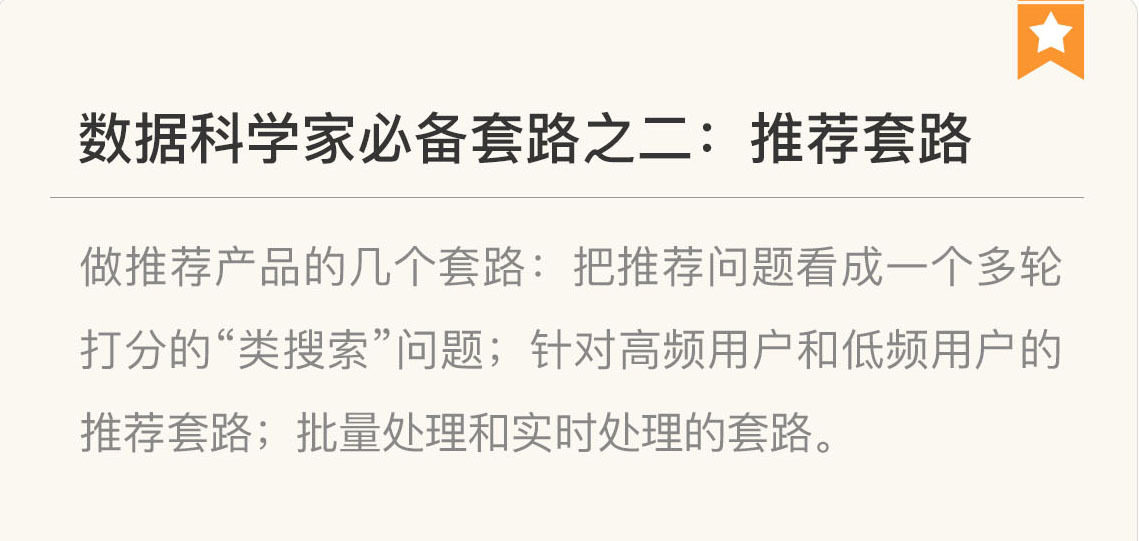 数据科学家必备套路之二：推荐套路
做推荐产品的几个套路：把推荐问题看成一个多轮
打分的“类搜索”问题；针对高频用户和低频用户的
推荐套路；批量处理和实时处理的套路。